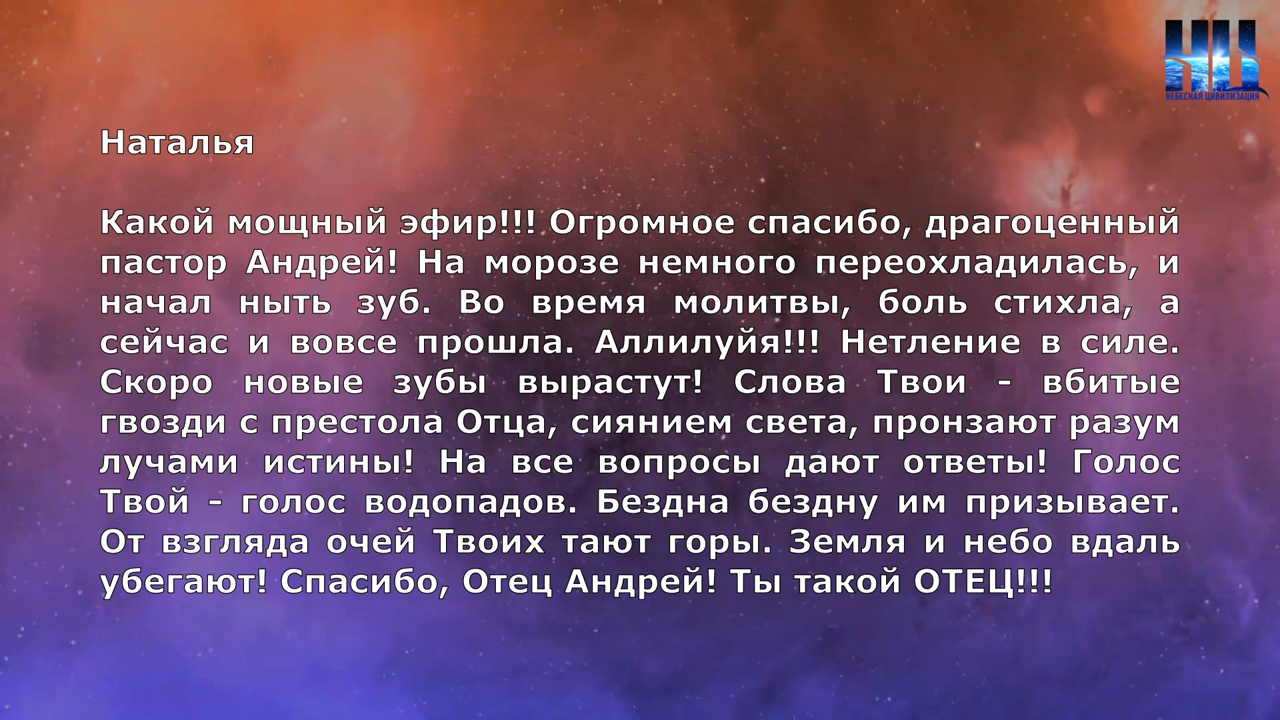 НЦ
НЕБЕСНАЯ ЦИВИЛИЗАЦИЯ
Наталья
Какой мощный эфир!!! Огромное спасибо, драгоценный
пастор Андрей! На морозе немного переохладилась, и
начал ныть зуб. Во время молитвы, боль стихла, а
сейчас и вовсе прошла. Аллилуйя!!! Нетление в силе.
Скоро новые зубы вырастут! Слова Твои - вбитые
гвозди с престола Отца, сиянием света, пронзают разум
лучами истины! На все вопросы дают ответы! Голос
Твой - голос водопадов. Бездна бездну им призывает.
От взгляда очей Твоих тают горы. Земля и небо вдаль
убегают! Спасибо, Отец Андрей! Ты такой ОТЕЦ!!!